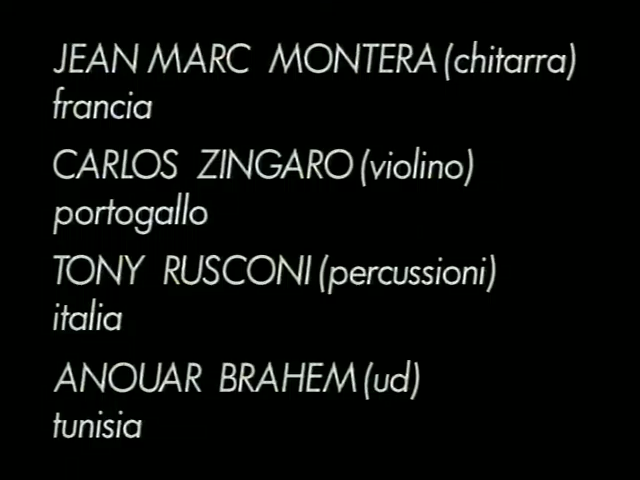 JEAN MARC MONTERA (chitarra)
francia
CARLOS ZINGARO (violino)
portogallo
TONY RUSCONI (percussioni)
italia
ANOUAR BRAHEM (ud)
tunisia